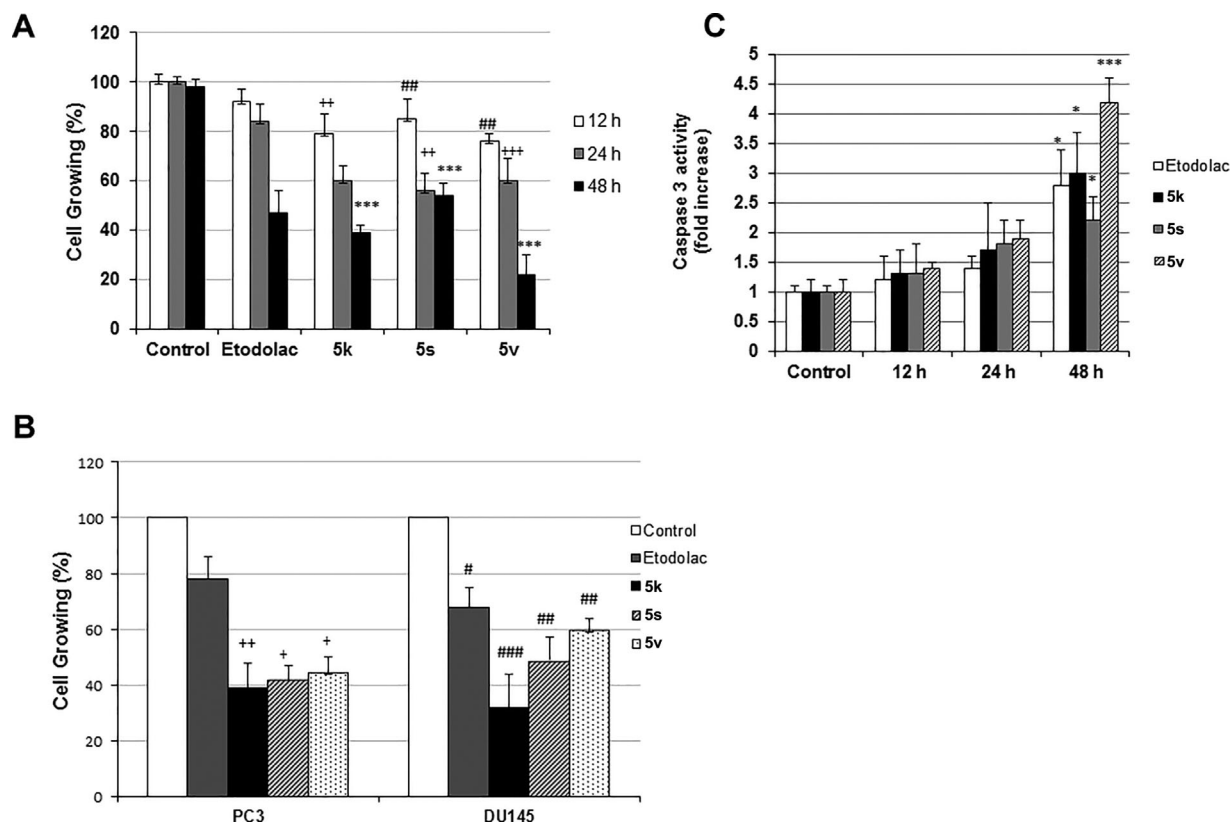 A
Cell Growing (%)
120
100
80
60
40
20
0
++
##
++
##
+++
***
***
***
12 h
24 h
48 h
Control Etodolac 5k 5s 5v
C
Caspase 3 activity
(fold increase)
5
4.5
4
3.5
3
2.5
2
1.5
1
0.5
0
*
*
*
***
Etodolac
5k
5s
5v
Control 12 h 24 h 48 h
B
Cell Growing (%)
120
100
80
60
40
20
0
++
+
+
#
###
##
##
Control
Etodolac
5k
5s
5v
PC3 DU145